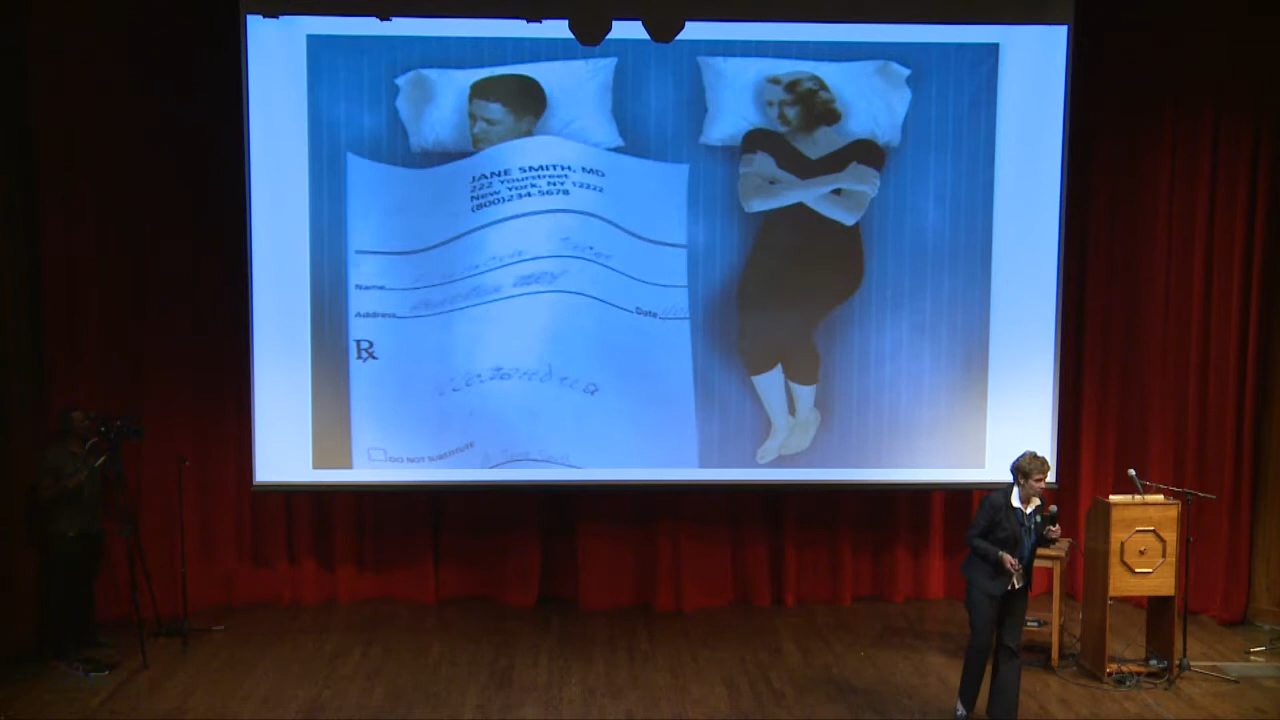 JANE SMITH, MD
222 Yourstreet
New York, NY 12222
(800)234-5678
Name
Address Date
Rx
DO NOT SUBSTITUTE